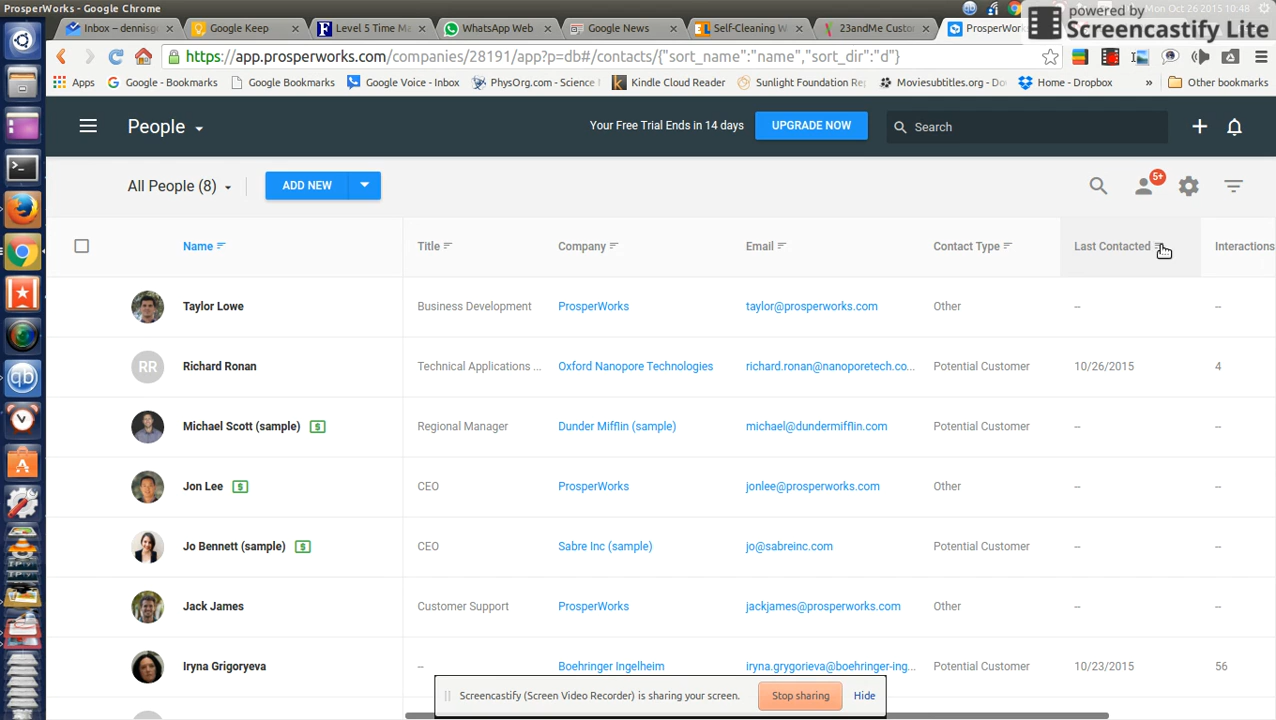 ProsperWorks - Google Chrome
Mon Oct 26 2015 10:48
powered by
Screencastify Lite
Inbox – dennisg
Google Keep
Level 5 Time Ma
WhatsApp Web
Google News
Self-Cleaning W
23andMe Custo
ProsperWor
https://app.prosperworks.com/companies/28191/app?p=db#/contacts/{"sort_name":"name","sort_dir":"d"}
Apps
Google - Bookmarks
Google Bookmarks
Google Voice - Inbox
PhysOrg.com - Science
Kindle Cloud Reader
Sunlight Foundation
Moviesubtitles.org - Do
Home - Dropbox
»
Other bookmarks
People
Your Free Trial Ends in 14 days
UPGRADE NOW
Search
All People (8)
ADD NEW
5+
Name
Title
Company
Email
Contact Type
Last Contacted
Interactions
Taylor Lowe
Business Development
ProsperWorks
taylor@prosperworks.com
Other
--
--
RR
Richard Ronan
Technical Applications ...
Oxford Nanopore Technologies
richard.ronan@nanoporetech.co...
Potential Customer
10/26/2015
4
Michael Scott (sample)
$
Regional Manager
Dunder Mifflin (sample)
michael@dundermifflin.com
Potential Customer
--
--
Jon Lee
$
CEO
ProsperWorks
jonlee@prosperworks.com
Other
--
--
Jo Bennett (sample)
$
CEO
Sabre Inc (sample)
jo@sabreinc.com
Potential Customer
--
--
Jack James
Customer Support
ProsperWorks
jackjames@prosperworks.com
Other
--
--
Iryna Grigoryeva
--
Boehringer Ingelheim
iryna.grygorieva@boehringer-ing...
Potential Customer
10/23/2015
56
Screencastify (Screen Video Recorder) is sharing your screen.
Stop sharing
Hide